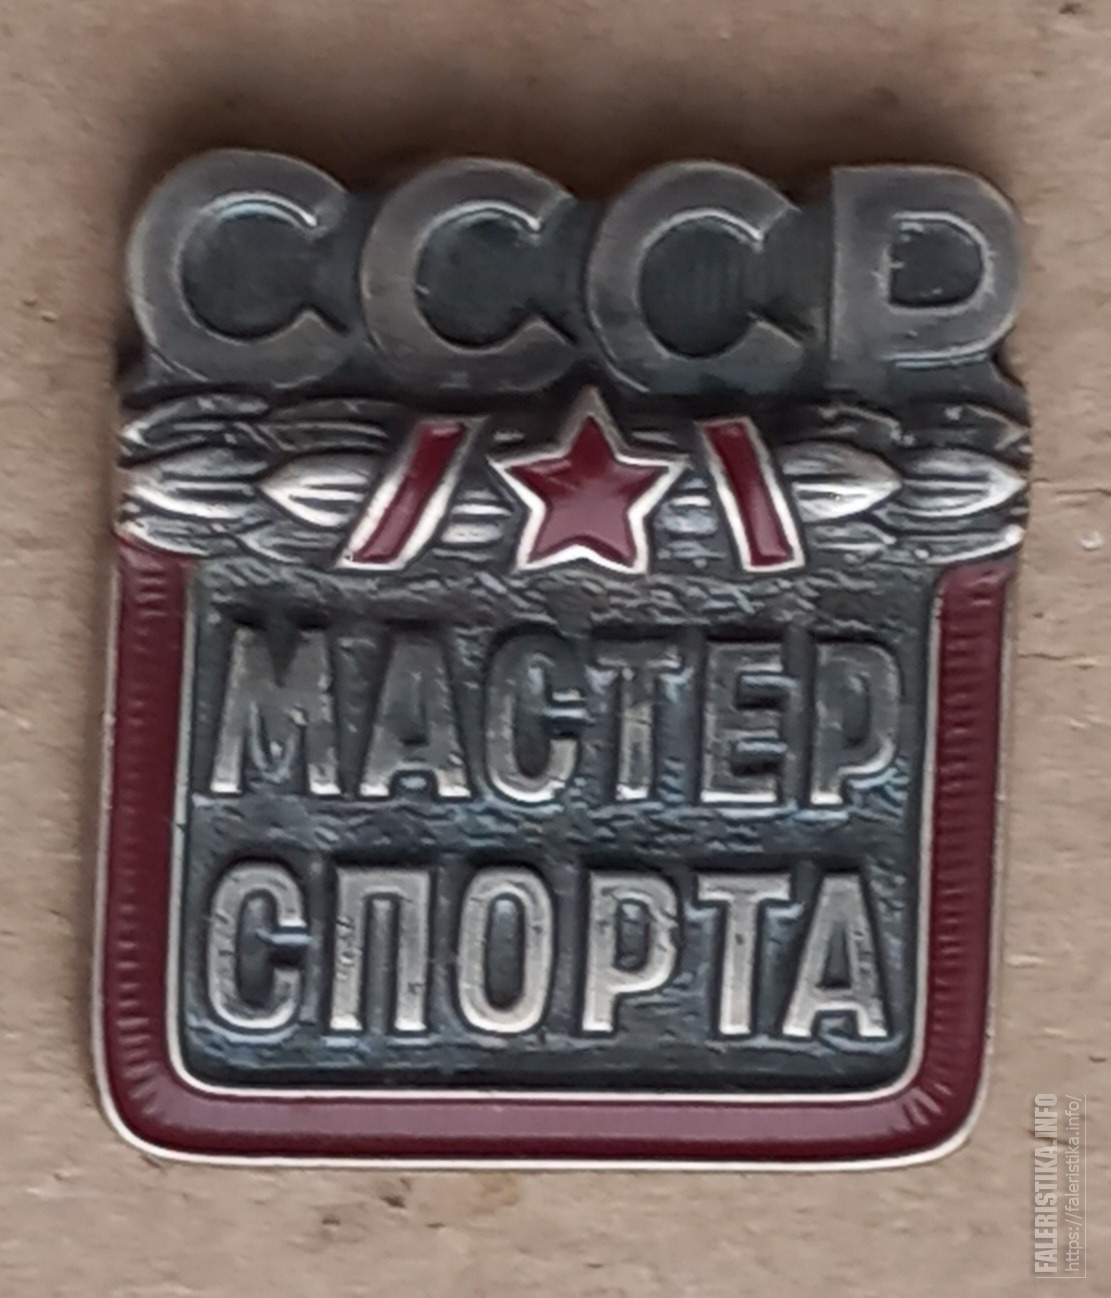 СССР
МАСТЕР
СПОРТА
FALERISTIKA.INFO
https://faleristika.info/